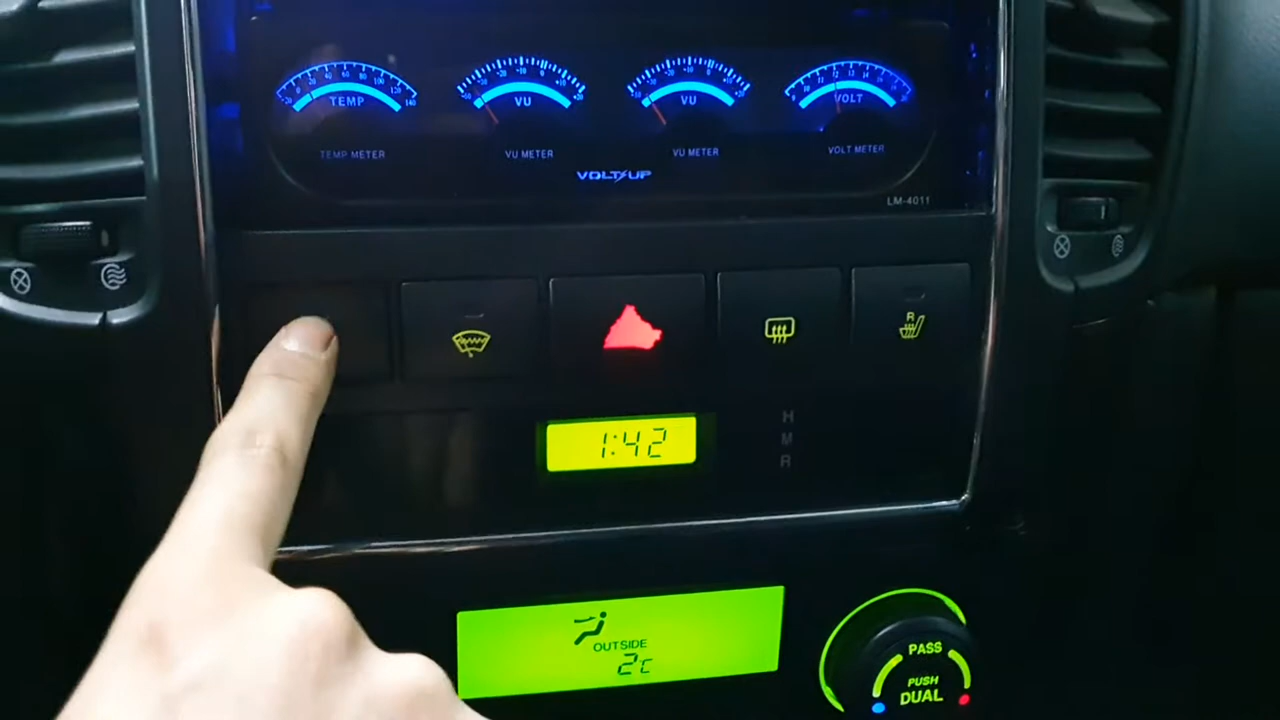 TEMP
VU
VU
VOLT
TEMP METER
VU METER
VU METER
VOLT METER
VOLT UP
LM-4011
R
1:42
H
M
R
OUTSIDE
2c
PASS
PUSH
DUAL